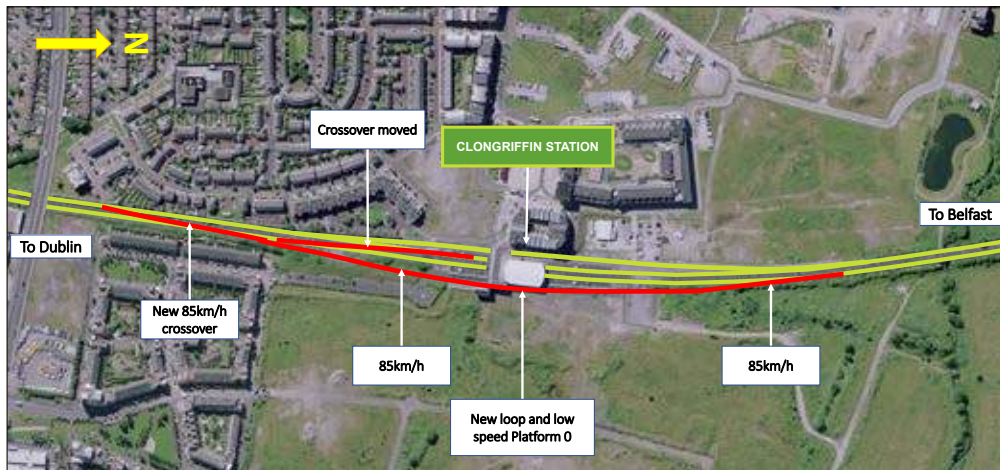 N
Crossover moved
CLONGRIFFIN STATION
To Belfast
To Dublin
New 85km/h
crossover
85km/h
85km/h
New loop and low
speed Platform 0